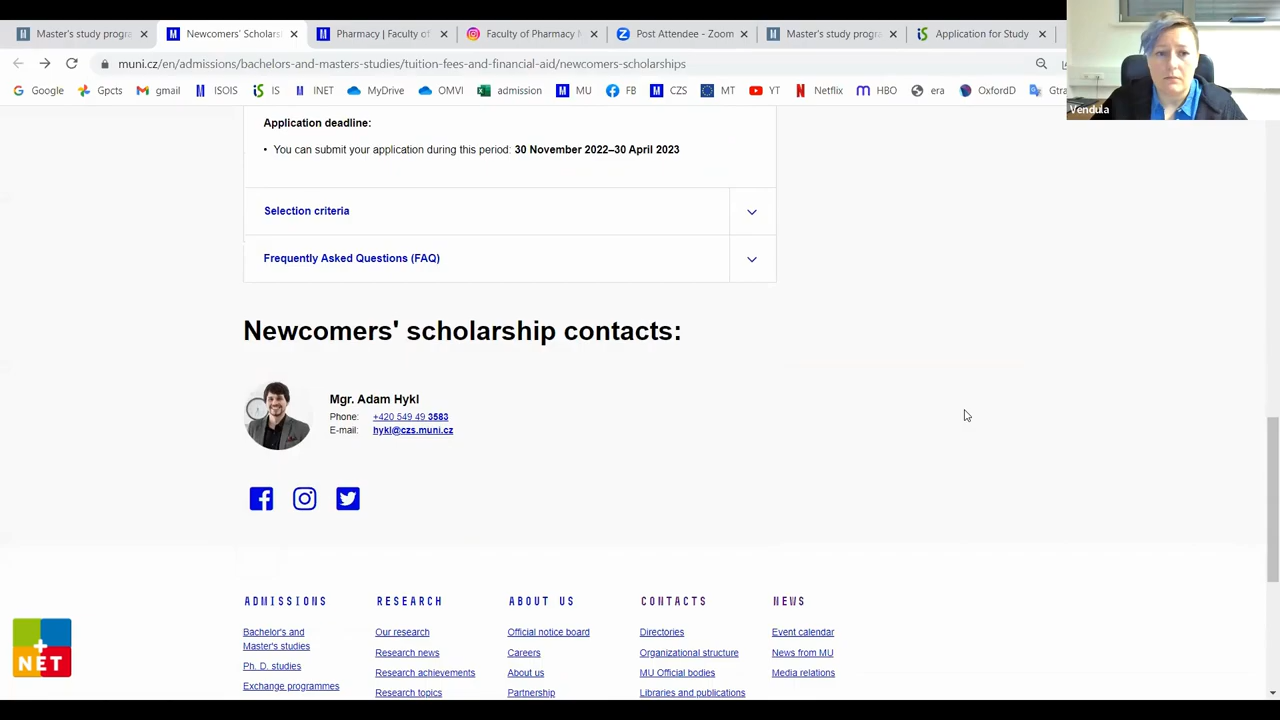 Master's study progra
Newcomers' Scholarsh
Pharmacy | Faculty of
Faculty of Pharmacy M
Post Attendee - Zoom
Master's study progra
Application for Study
muni.cz/en/admissions/bachelors-and-masters-studies/tuition-fees-and-financial-aid/newcomers-scholarships
Google
Gpcts
gmail
ISOIS
IS
INET
MyDrive
OMVI
admission
MU
FB
CZS
MT
YT
Netflix
HBO
era
OxfordD
Gtra
Vendula
Application deadline:
• You can submit your application during this period: 30 November 2022–30 April 2023
Selection criteria
Frequently Asked Questions (FAQ)
Newcomers' scholarship contacts:
Mgr. Adam Hykl
Phone: +420 549 49 3583
E-mail: hykl@czs.muni.cz
ADMISSIONS
Bachelor's and
Master's studies
Ph. D. studies
Exchange programmes
RESEARCH
Our research
Research news
Research achievements
Research topics
ABOUT US
Official notice board
Careers
About us
Partnership
CONTACTS
Directories
Organizational structure
MU Official bodies
Libraries and publications
NEWS
Event calendar
News from MU
Media relations
+
NET